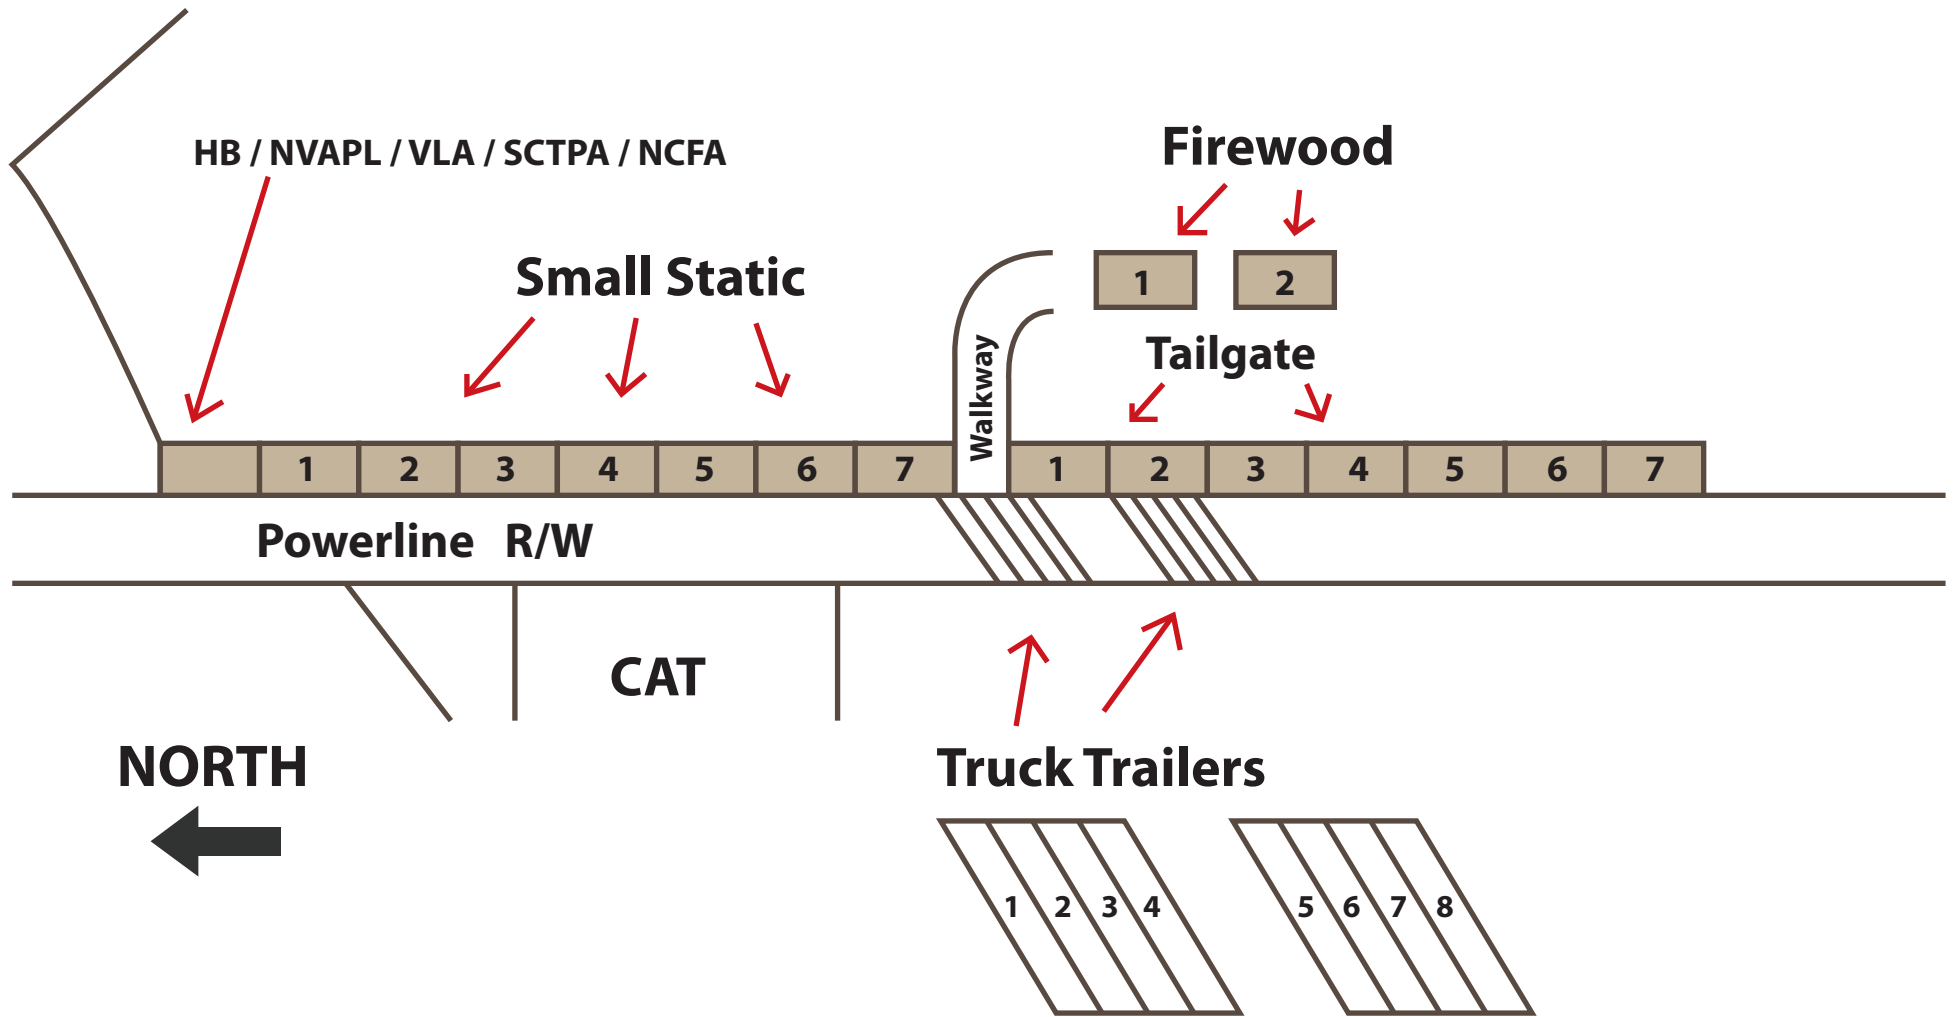 HB / NVAPL / VLA / SCTPA / NCFA
Firewood
Small Static
1 2
Tailgate
Walkway
1 2 3 4 5 6 7
1 2 3 4 5 6 7
Powerline R/W
CAT
NORTH
Truck Trailers
1 2 3 4
5 6 7 8